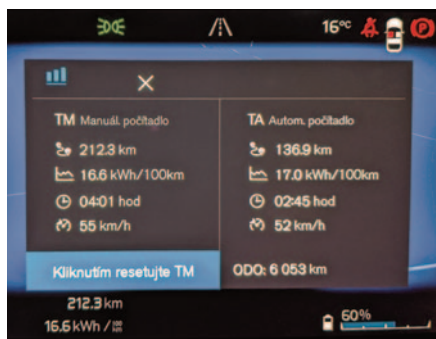 16°C
P
TM Manuál. počítadlo
212.3 km
16.6 kWh/100km
04:01 hod
55 km/h
Kliknutím resetujte TM
TA Autom. počítadlo
136.9 km
17.0 kWh/100km
02:45 hod
52 km/h
ODO: 6 053 km
212.3 km
16.6 kWh / 100 km
60%